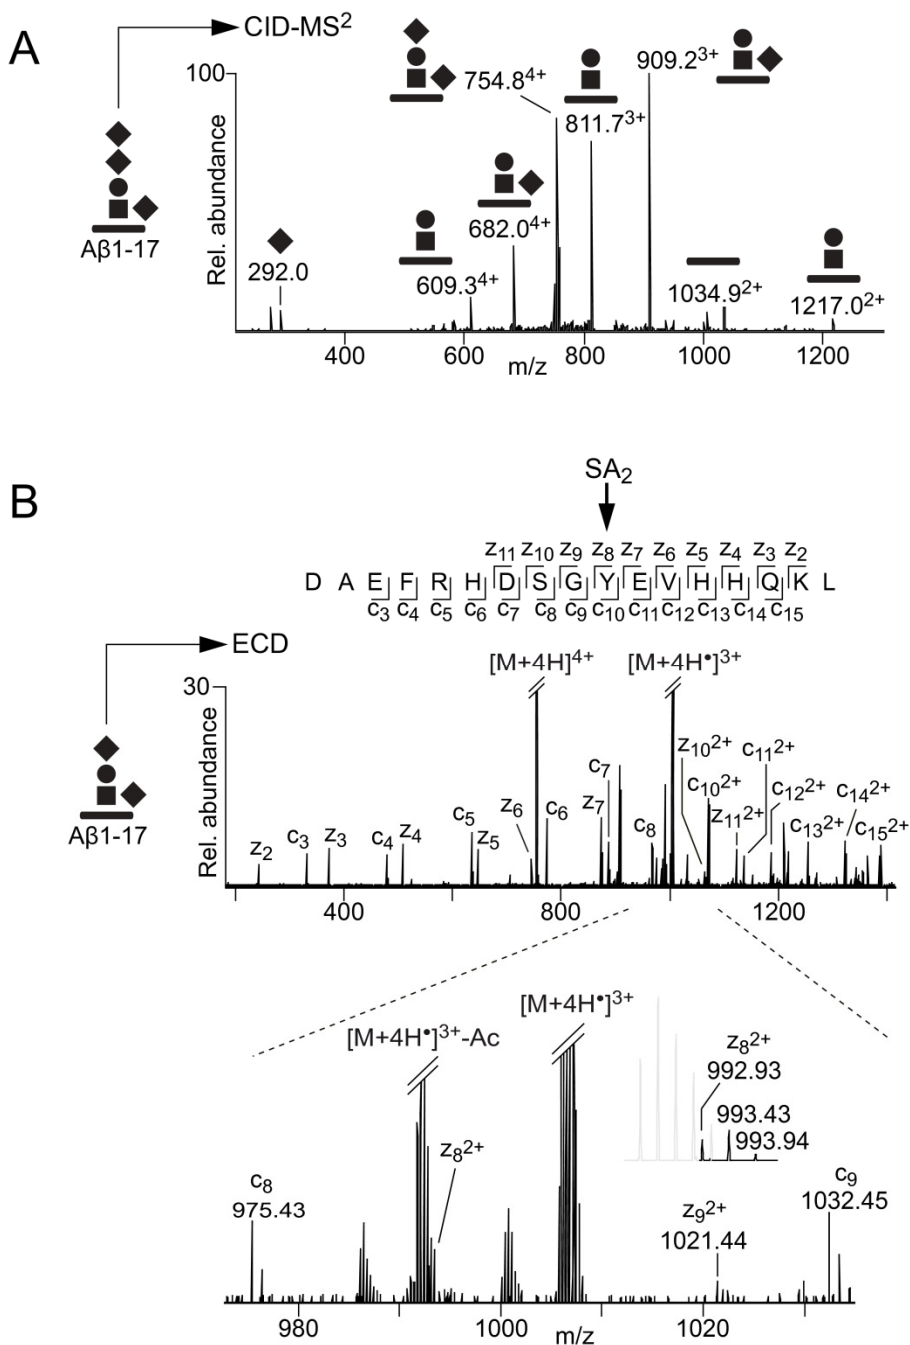 A
CID-MS²
Aβ1-17
Rel. abundance
100
292.0
609.3⁴⁺
682.0⁴⁺
754.8⁴⁺
811.7³⁺
909.2³⁺
1034.9²⁺
1217.0²⁺
400 600 800 1000 1200
m/z
B
SA₂
z₁₁ z₁₀ z₉ z₈ z₇ z₆ z₅ z₄ z₃ z₂
D A E F R H D S G Y E V H H Q K L
c₃ c₄ c₅ c₆ c₇ c₈ c₉ c₁₀ c₁₁ c₁₂ c₁₃ c₁₄ c₁₅
ECD
Aβ1-17
Rel. abundance
30
[M+4H]⁴⁺
[M+4H•]³⁺
z₂
c₃
z₃
c₄
z₄
c₅
z₅
z₆
c₆
z₇
c₇
c₈
z₁₀²⁺
c₁₀²⁺
z₁₁²⁺
c₁₁²⁺
c₁₂²⁺
c₁₃²⁺
c₁₄²⁺
c₁₅²⁺
400 800 1200
[M+4H•]³⁺-Ac
[M+4H•]³⁺
c₈
975.43
z₈²⁺
z₈²⁺
992.93
993.43
993.94
z₉²⁺
1021.44
c₉
1032.45
980 1000 1020
m/z